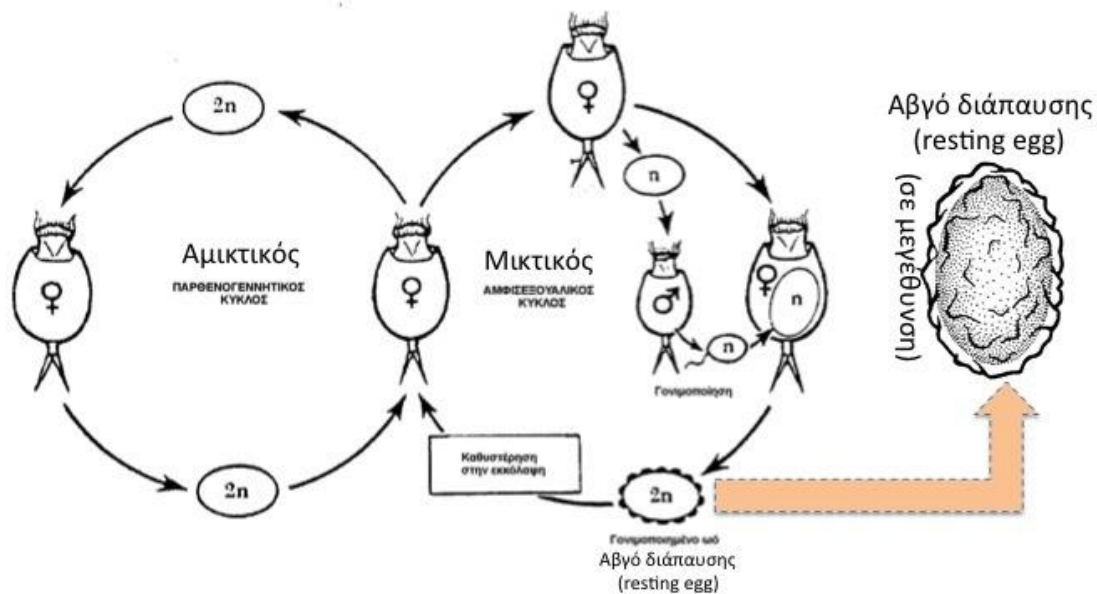 2n
♀
Αμικτικός
ΠΑΡΘΕΝΟΓΕΝΝΗΤΙΚΟΣ
ΚΥΚΛΟΣ
♀
2n
♀
n
Μικτικός
ΑΜΦΙΣΕΞΟΥΑΛΙΚΟΣ
ΚΥΚΛΟΣ
♂
n
♀
n
Γονιμοποίηση
Καθυστέρηση
στην εκκόλαψη
2n
Γονιμοποιημένο ωό
Αβγό διάπαυσης
(resting egg)
Αβγό διάπαυσης
(resting egg)
(σε μεγέθυνση)